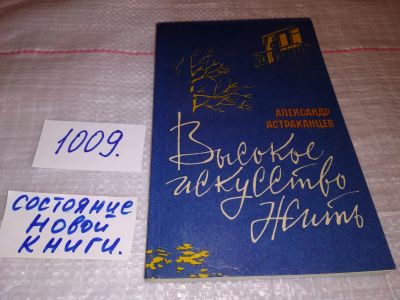 1009.
СОСТОЯНИЕ
НОВОЙ
КНИГИ.
АЛЕКСАНДР
АСТРАХАНЦЕВ
Высокое
искусство
жить